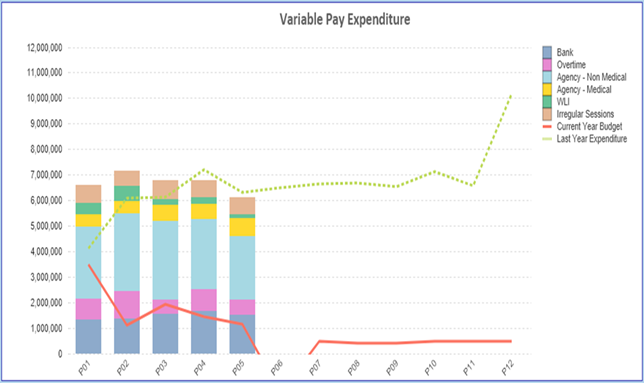 Variable Pay Expenditure
12,000,000
11,000,000
10,000,000
9,000,000
8,000,000
7,000,000
6,000,000
5,000,000
4,000,000
3,000,000
2,000,000
1,000,000
0
P01 P02 P03 P04 P05 P06 P07 P08 P09 P10 P11 P12
Bank
Overtime
Agency - Non Medical
Agency - Medical
WLI
Irregular Sessions
Current Year Budget
Last Year Expenditure